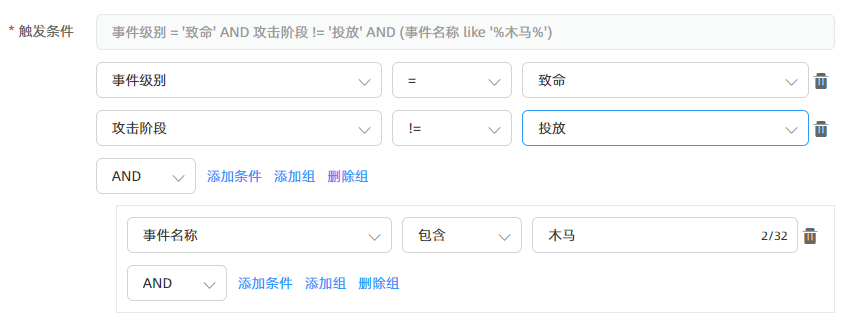 * 触发条件 事件级别 = '致命' AND 攻击阶段 != '投放' AND (事件名称 like '%木马%')
事件级别 = 致命
攻击阶段 != 投放
AND 添加条件 添加组 删除组
事件名称 包含 木马 2/32
AND 添加条件 添加组 删除组